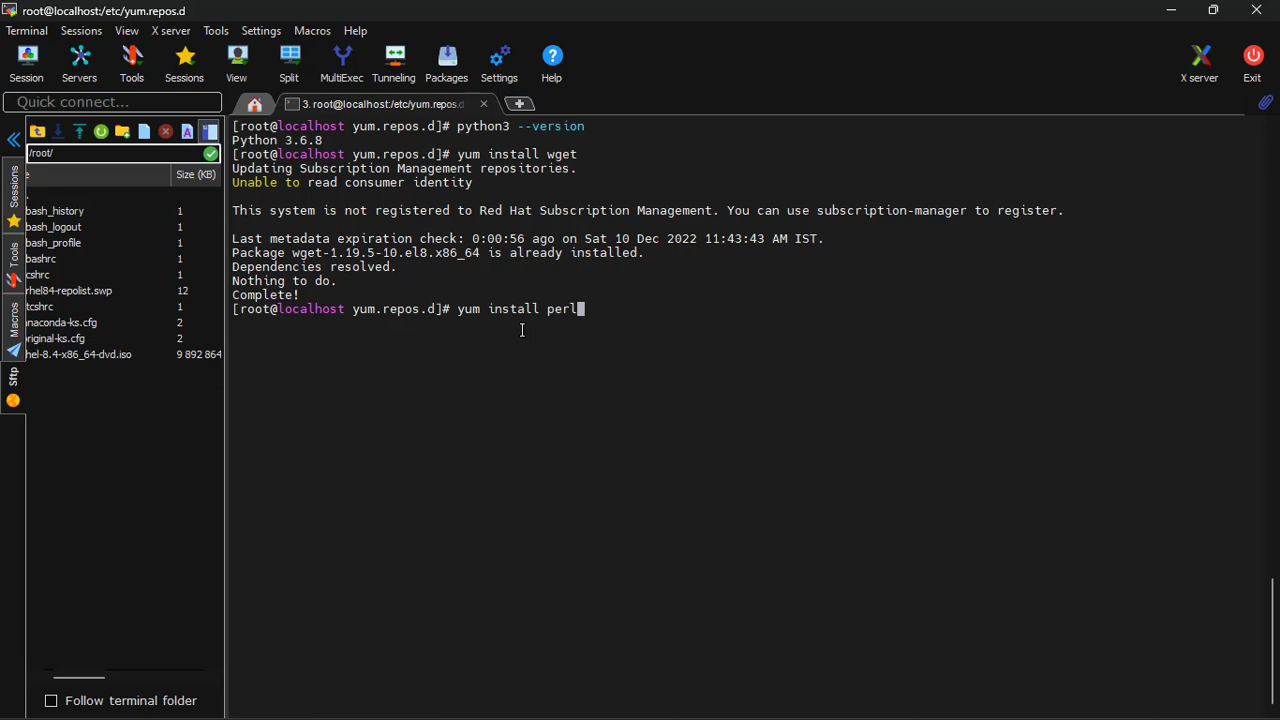 root@localhost:/etc/yum.repos.d
Terminal Sessions View X server Tools Settings Macros Help
Session Servers Tools Sessions View Split MultiExec Tunneling Packages Settings Help X server Exit
Quick connect...
3. root@localhost:/etc/yum.repos.d
/root/
Size (KB)
bash_history 1
bash_logout 1
bash_profile 1
bashrc 1
cshrc 1
rhel84-repolist.swp 12
tcshrc 1
anaconda-ks.cfg 2
original-ks.cfg 2
hel-8.4-x86_64-dvd.iso 9 892 864
Sessions
Tools
Macros
Sftp
Follow terminal folder
[root@localhost yum.repos.d]# python3 --version
Python 3.6.8
[root@localhost yum.repos.d]# yum install wget
Updating Subscription Management repositories.
Unable to read consumer identity
This system is not registered to Red Hat Subscription Management. You can use subscription-manager to register.
Last metadata expiration check: 0:00:56 ago on Sat 10 Dec 2022 11:43:43 AM IST.
Package wget-1.19.5-10.el8.x86_64 is already installed.
Dependencies resolved.
Nothing to do.
Complete!
[root@localhost yum.repos.d]# yum install perl